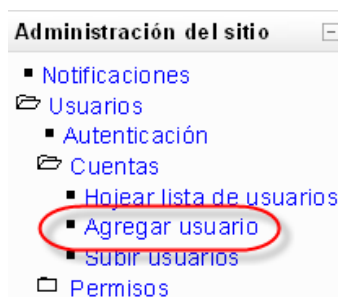 Administración del sitio
Notificaciones
Usuarios
Autenticación
Cuentas
Hojear lista de usuarios
Agregar usuario
Subir usuarios
Permisos